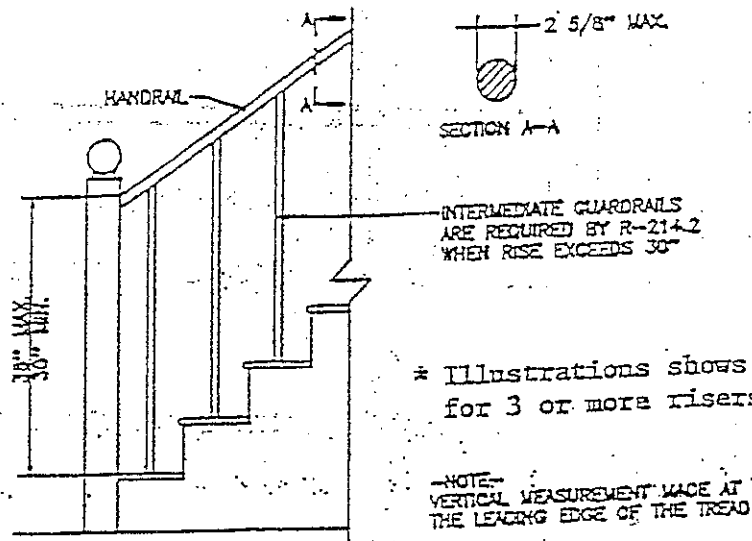 A
2 5/8" MAX.
HANDRAIL
A
SECTION A-A
INTERMEDIATE GUARDRAILS
ARE REQUIRED BY R-214.2
WHEN RISE EXCEEDS 30"
38" MAX.
30" MIN.
* Illustrations shows
for 3 or more risers
-NOTE-
VERTICAL MEASUREMENT MADE AT
THE LEADING EDGE OF THE TREAD